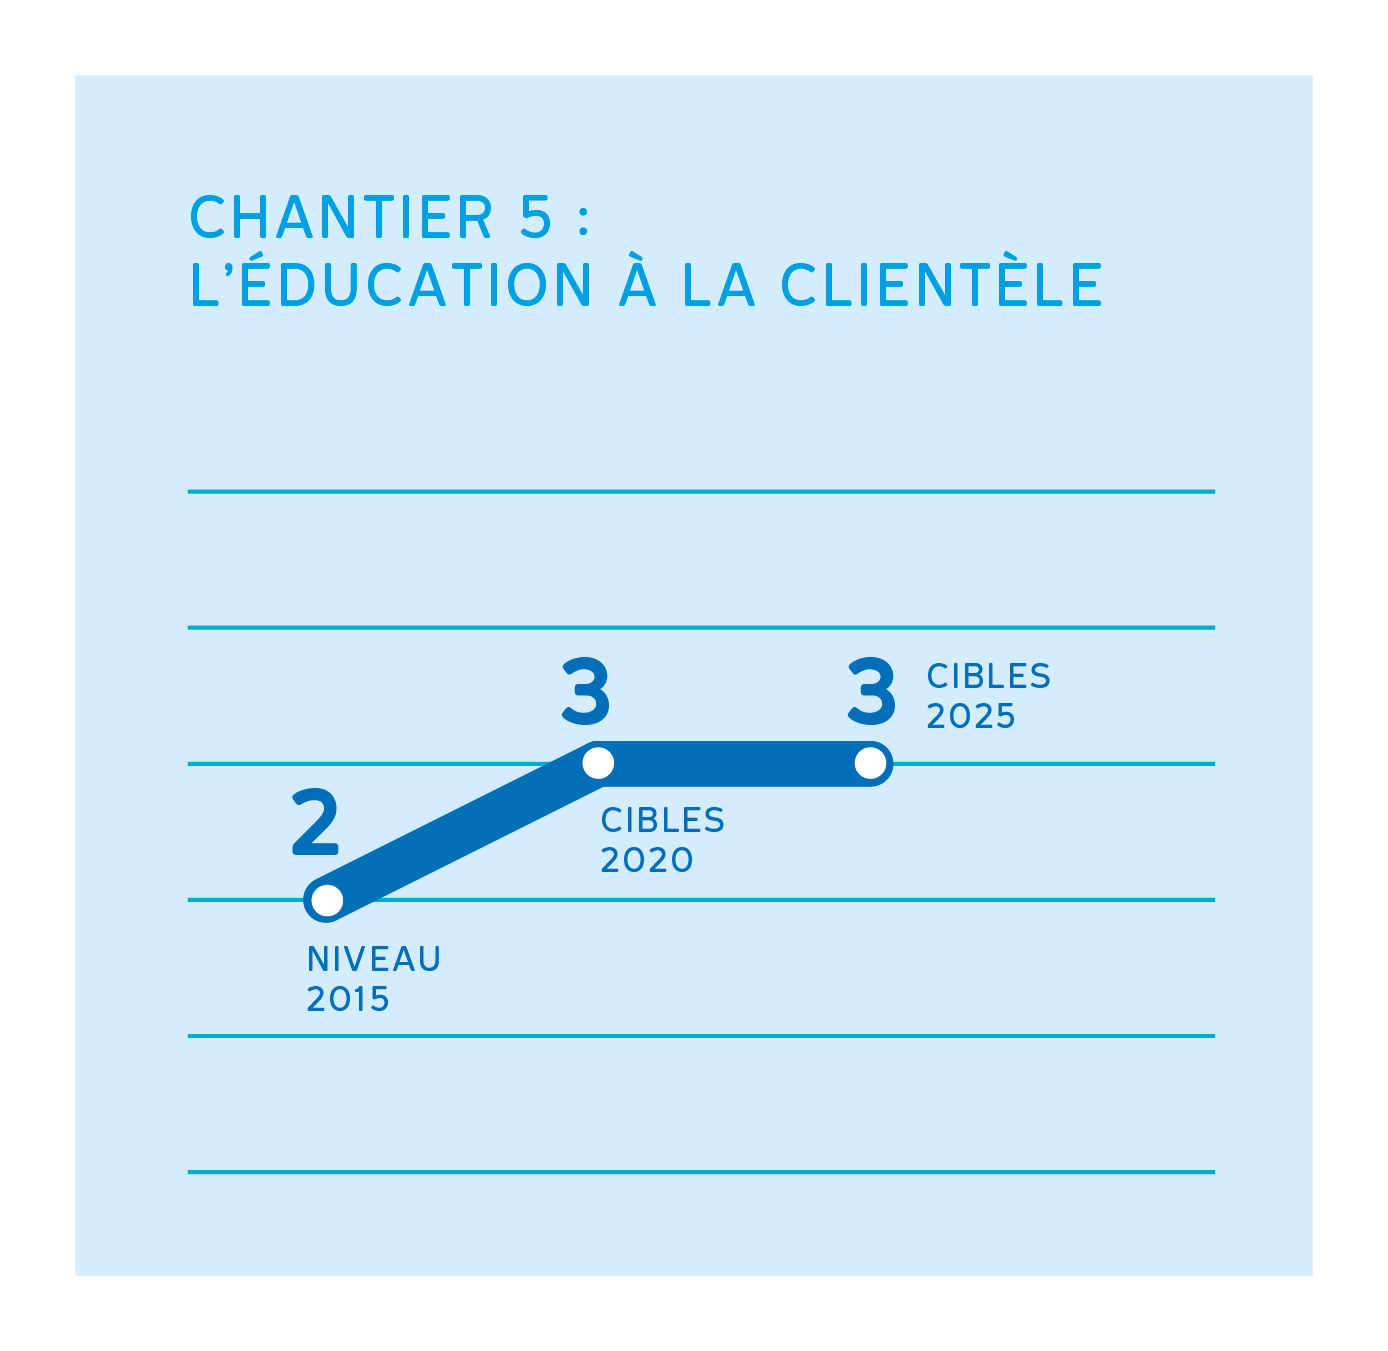 CHANTIER 5 :
L’ÉDUCATION À LA CLIENTÈLE
3
3
CIBLES
2025
2
CIBLES
2020
NIVEAU
2015